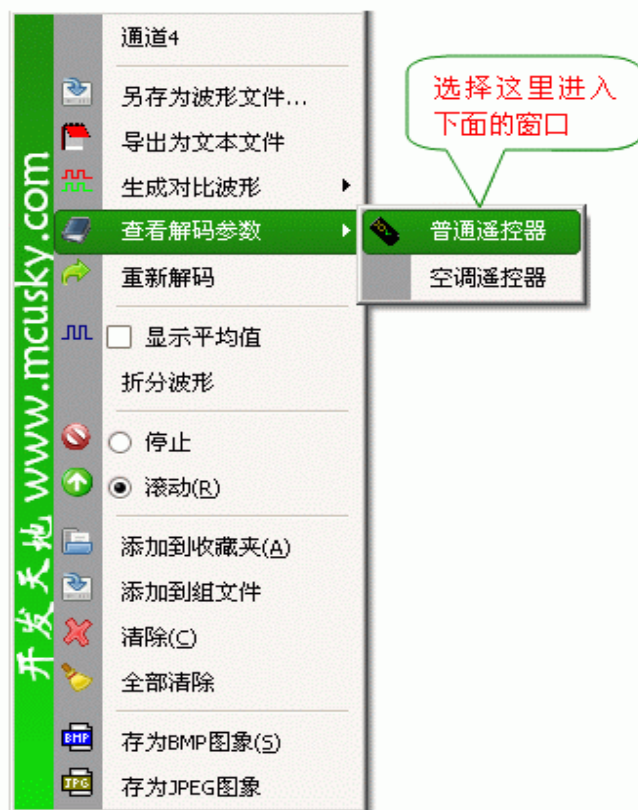 开发天地 www.mcusky.com
通道4
另存为波形文件...
导出为文本文件
生成对比波形
查看解码参数
重新解码
显示平均值
折分波形
停止
滚动(R)
添加到收藏夹(A)
添加到组文件
清除(C)
全部清除
存为BMP图象(S)
存为JPEG图象
选择这里进入
下面的窗口
普通遥控器
空调遥控器
BMP
JPG